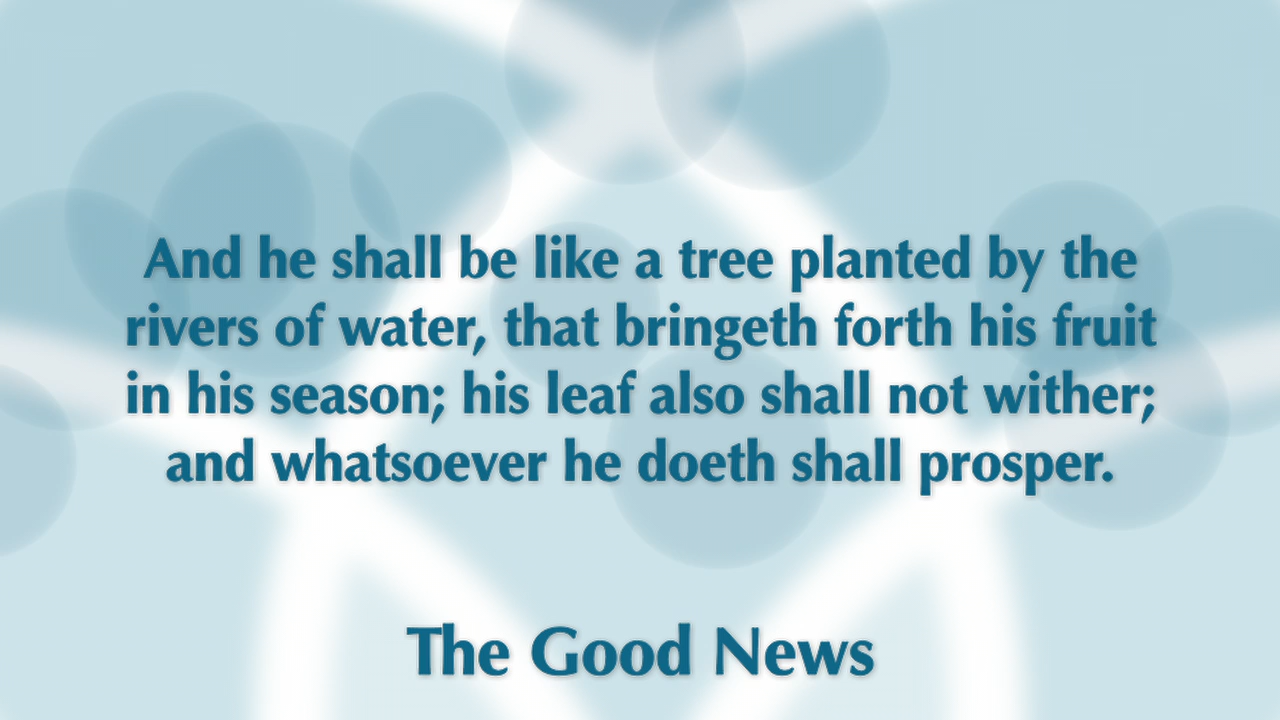 And he shall be like a tree planted by the
rivers of water, that bringeth forth his fruit
in his season; his leaf also shall not wither;
and whatsoever he doeth shall prosper.
The Good News